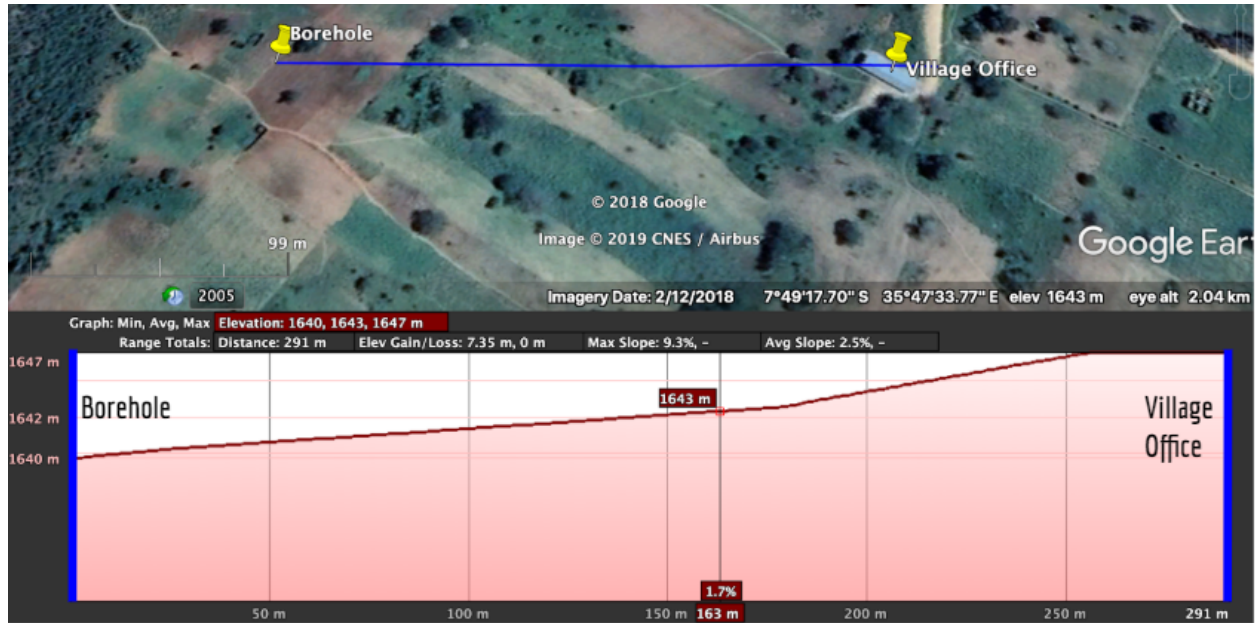 Borehole
Village Office
© 2018 Google
Image © 2019 CNES / Airbus
Google Ear
99 m
2005
Imagery Date: 2/12/2018 7°49'17.70" S 35°47'33.77" E elev 1643 m eye alt 2.04 km
Graph: Min, Avg, Max Elevation: 1640, 1643, 1647 m
Range Totals: Distance: 291 m Elev Gain/Loss: 7.35 m, 0 m Max Slope: 9.3%, - Avg Slope: 2.5%, -
1647 m
1643 m
Borehole
Village
Office
1642 m
1640 m
1.7%
50 m 100 m 150 m 163 m 200 m 250 m 291 m